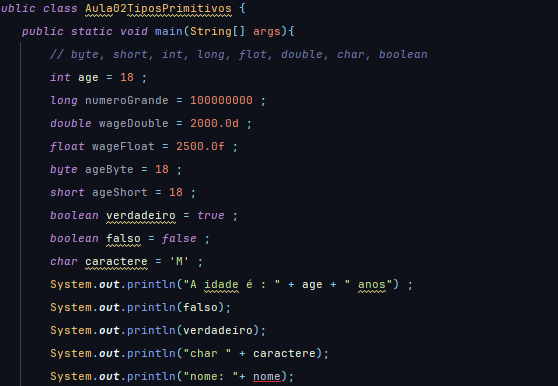 ublic class Aula02TiposPrimitivos {
public static void main(String[] args){
// byte, short, int, long, flot, double, char, boolean
int age = 18 ;
long numeroGrande = 100000000 ;
double wageDouble = 2000.0d ;
float wageFloat = 2500.0f ;
byte ageByte = 18 ;
short ageShort = 18 ;
boolean verdadeiro = true ;
boolean falso = false ;
char caractere = 'M' ;
System.out.println("A idade é : " + age + " anos") ;
System.out.println(falso);
System.out.println(verdadeiro);
System.out.println("char " + caractere);
System.out.println("nome: "+ nome);